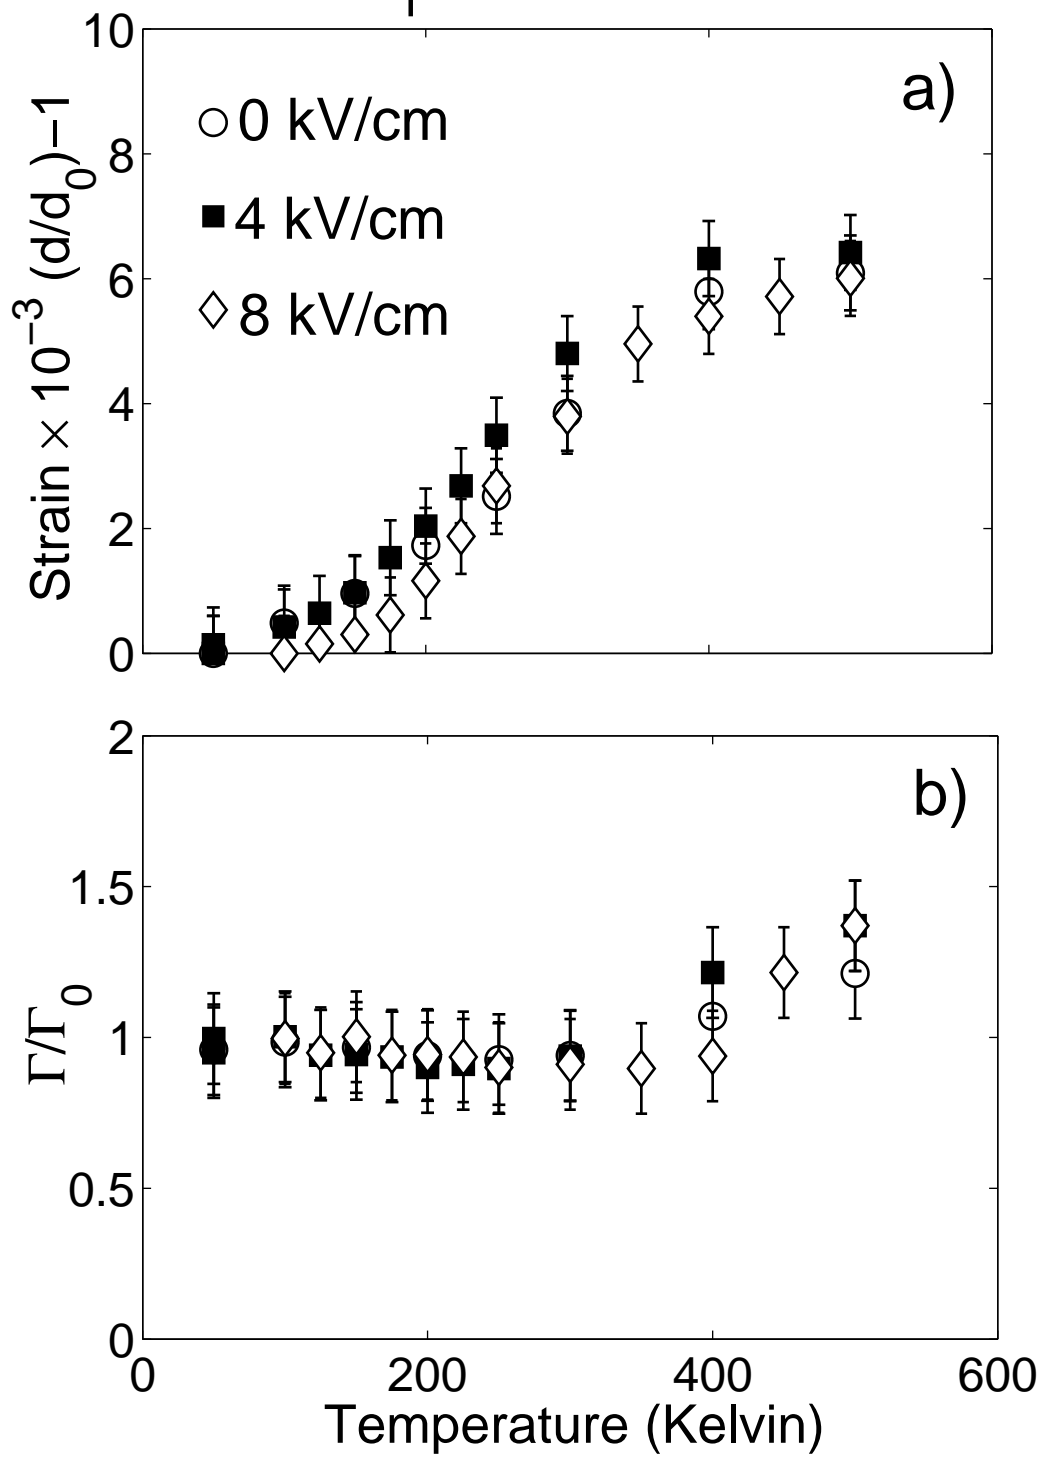 10
a)
0 kV/cm
8
4 kV/cm
6
8 kV/cm
4
2
0
Strain × 10⁻³ (d/d₀)−1
2
b)
1.5
1
0.5
0
Γ/Γ₀
0 200 400 600
Temperature (Kelvin)